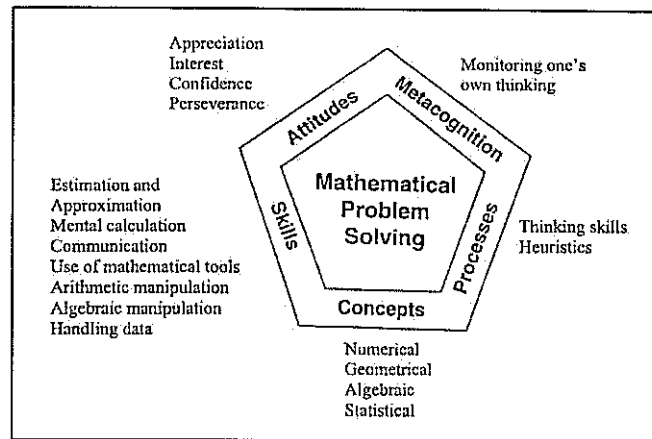 Appreciation
Interest
Confidence
Perseverance
Monitoring one's
own thinking
Attitudes
Metacognition
Mathematical
Problem
Solving
Skills
Processes
Concepts
Estimation and
Approximation
Mental calculation
Communication
Use of mathematical tools
Arithmetic manipulation
Algebraic manipulation
Handling data
Thinking skills
Heuristics
Numerical
Geometrical
Algebraic
Statistical